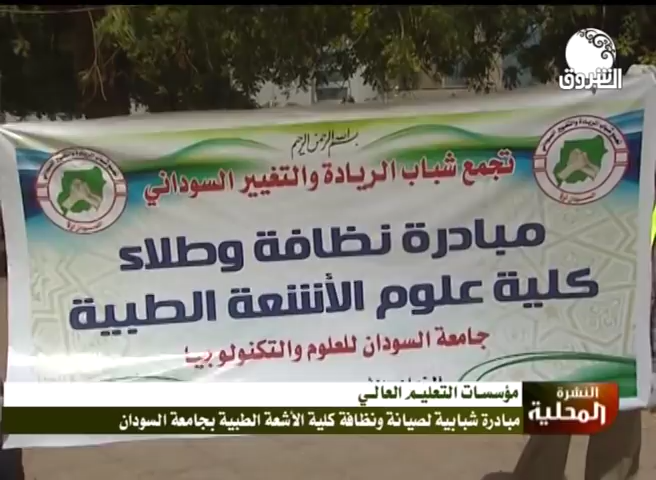 الشروق
بسم الله الرحمن الرحيم
تجمع شباب الريادة والتغيير السوداني
مبادرة نظافة وطلاء
كلية علوم الأشعة الطبية
جامعة السودان للعلوم والتكنولوجيا
النشرة
المحلية
مؤسسات التعليم العالي
مبادرة شبابية لصيانة ونظافة كلية الأشعة الطبية بجامعة السودان